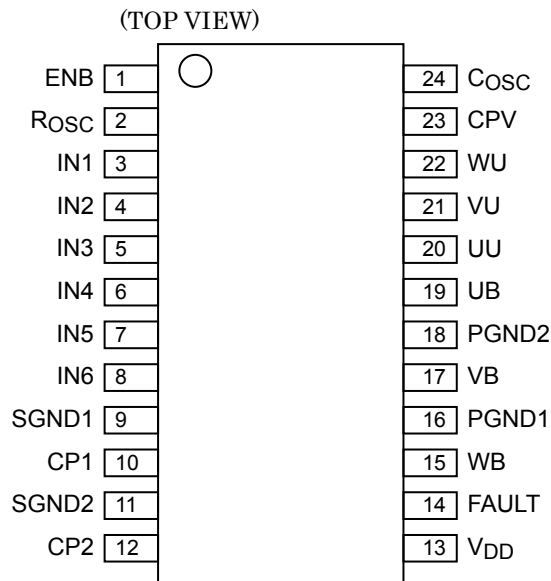 (TOP VIEW)
ENB 1 24 COSC
ROSC 2 23 CPV
IN1 3 22 WU
IN2 4 21 VU
IN3 5 20 UU
IN4 6 19 UB
IN5 7 18 PGND2
IN6 8 17 VB
SGND1 9 16 PGND1
CP1 10 15 WB
SGND2 11 14 FAULT
CP2 12 13 VDD